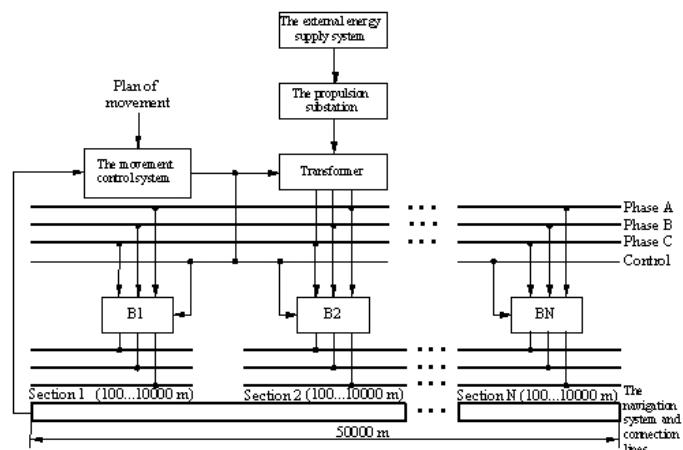 The external energy
supply system
Plan of
movement
The propulsion
substation
The movement
control system
Transformer
Phase A
Phase B
Phase C
Control
B1
B2
BN
Section 1 (100...10000 m)
Section 2 (100...10000 m)
Section N (100...10000 m)
The
navigation
system and
connection
lines
50000 m